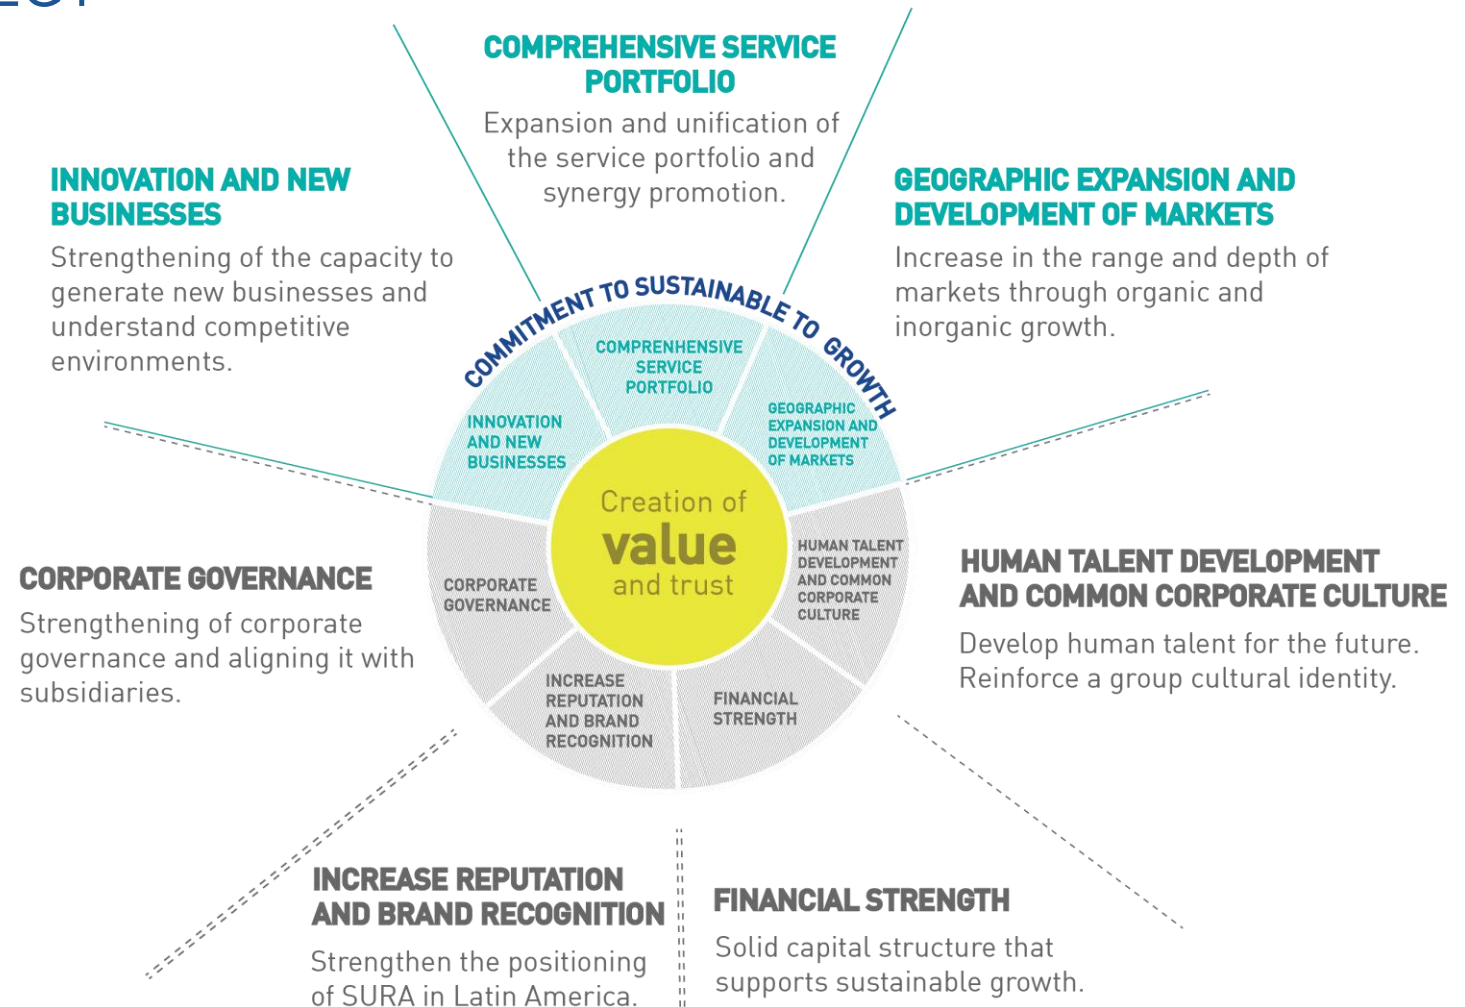 COMPREHENSIVE SERVICE
PORTFOLIO
Expansion and unification of
the service portfolio and
synergy promotion.
INNOVATION AND NEW
BUSINESSES
Strengthening of the capacity to
generate new businesses and
understand competitive
environments.
GEOGRAPHIC EXPANSION AND
DEVELOPMENT OF MARKETS
Increase in the range and depth of
markets through organic and
inorganic growth.
COMMITMENT TO SUSTAINABLE TO GROWTH
COMPRENHENSIVE
SERVICE
PORTFOLIO
INNOVATION
AND NEW
BUSINESSES
GEOGRAPHIC
EXPANSION AND
DEVELOPMENT
OF MARKETS
Creation of
value
and trust
CORPORATE
GOVERNANCE
HUMAN TALENT
DEVELOPMENT
AND COMMON
CORPORATE
CULTURE
INCREASE
REPUTATION
AND BRAND
RECOGNITION
FINANCIAL
STRENGTH
CORPORATE GOVERNANCE
Strengthening of corporate
governance and aligning it with
subsidiaries.
HUMAN TALENT DEVELOPMENT
AND COMMON CORPORATE CULTURE
Develop human talent for the future.
Reinforce a group cultural identity.
INCREASE REPUTATION
AND BRAND RECOGNITION
Strengthen the positioning
of SURA in Latin America.
FINANCIAL STRENGTH
Solid capital structure that
supports sustainable growth.